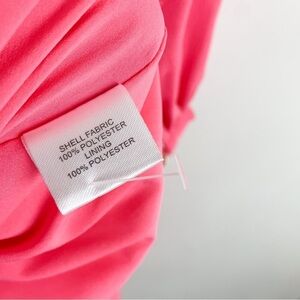 SHELL FABRIC
100% POLYESTER
LINING
100% POLYESTER